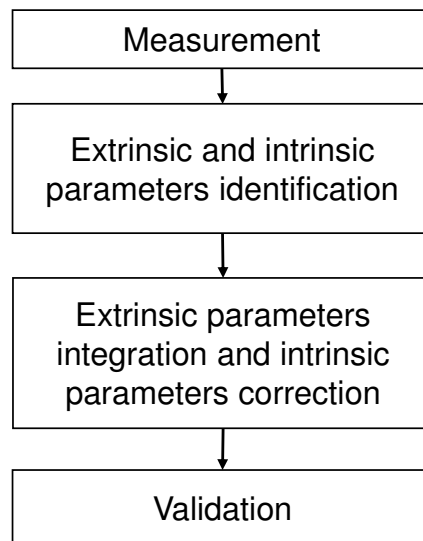 Measurement
Extrinsic and intrinsic
parameters identification
Extrinsic parameters
integration and intrinsic
parameters correction
Validation